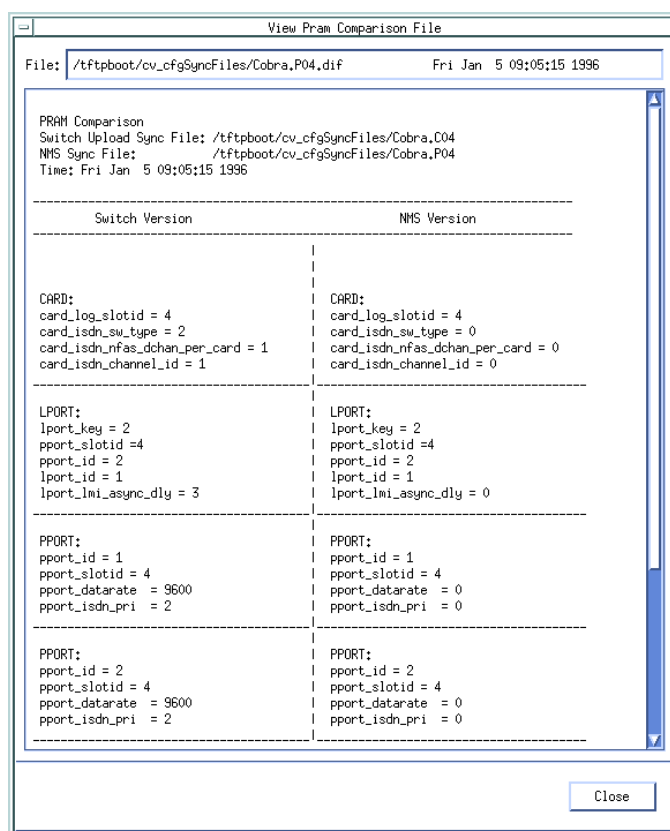 View Pram Comparison File
File: /tftpboot/cv_cfgSyncFiles/Cobra.P04.dif Fri Jan 5 09:05:15 1996
PRAM Comparison
Switch Upload Sync File: /tftpboot/cv_cfgSyncFiles/Cobra.C04
NMS Sync File: /tftpboot/cv_cfgSyncFiles/Cobra.P04
Time: Fri Jan 5 09:05:15 1996
Switch Version NMS Version
CARD: | CARD:
card_log_slotid = 4 | card_log_slotid = 4
card_isdn_sw_type = 2 | card_isdn_sw_type = 0
card_isdn_nfas_dchan_per_card = 1 | card_isdn_nfas_dchan_per_card = 0
card_isdn_channel_id = 1 | card_isdn_channel_id = 0
LPORT: | LPORT:
lport_key = 2 | lport_key = 2
pport_slotid =4 | pport_slotid =4
pport_id = 2 | pport_id = 2
lport_id = 1 | lport_id = 1
lport_lmi_async_dly = 3 | lport_lmi_async_dly = 0
PPORT: | PPORT:
pport_id = 1 | pport_id = 1
pport_slotid = 4 | pport_slotid = 4
pport_datarate = 9600 | pport_datarate = 0
pport_isdn_pri = 2 | pport_isdn_pri = 0
PPORT: | PPORT:
pport_id = 2 | pport_id = 2
pport_slotid = 4 | pport_slotid = 4
pport_datarate = 9600 | pport_datarate = 0
pport_isdn_pri = 2 | pport_isdn_pri = 0
Close